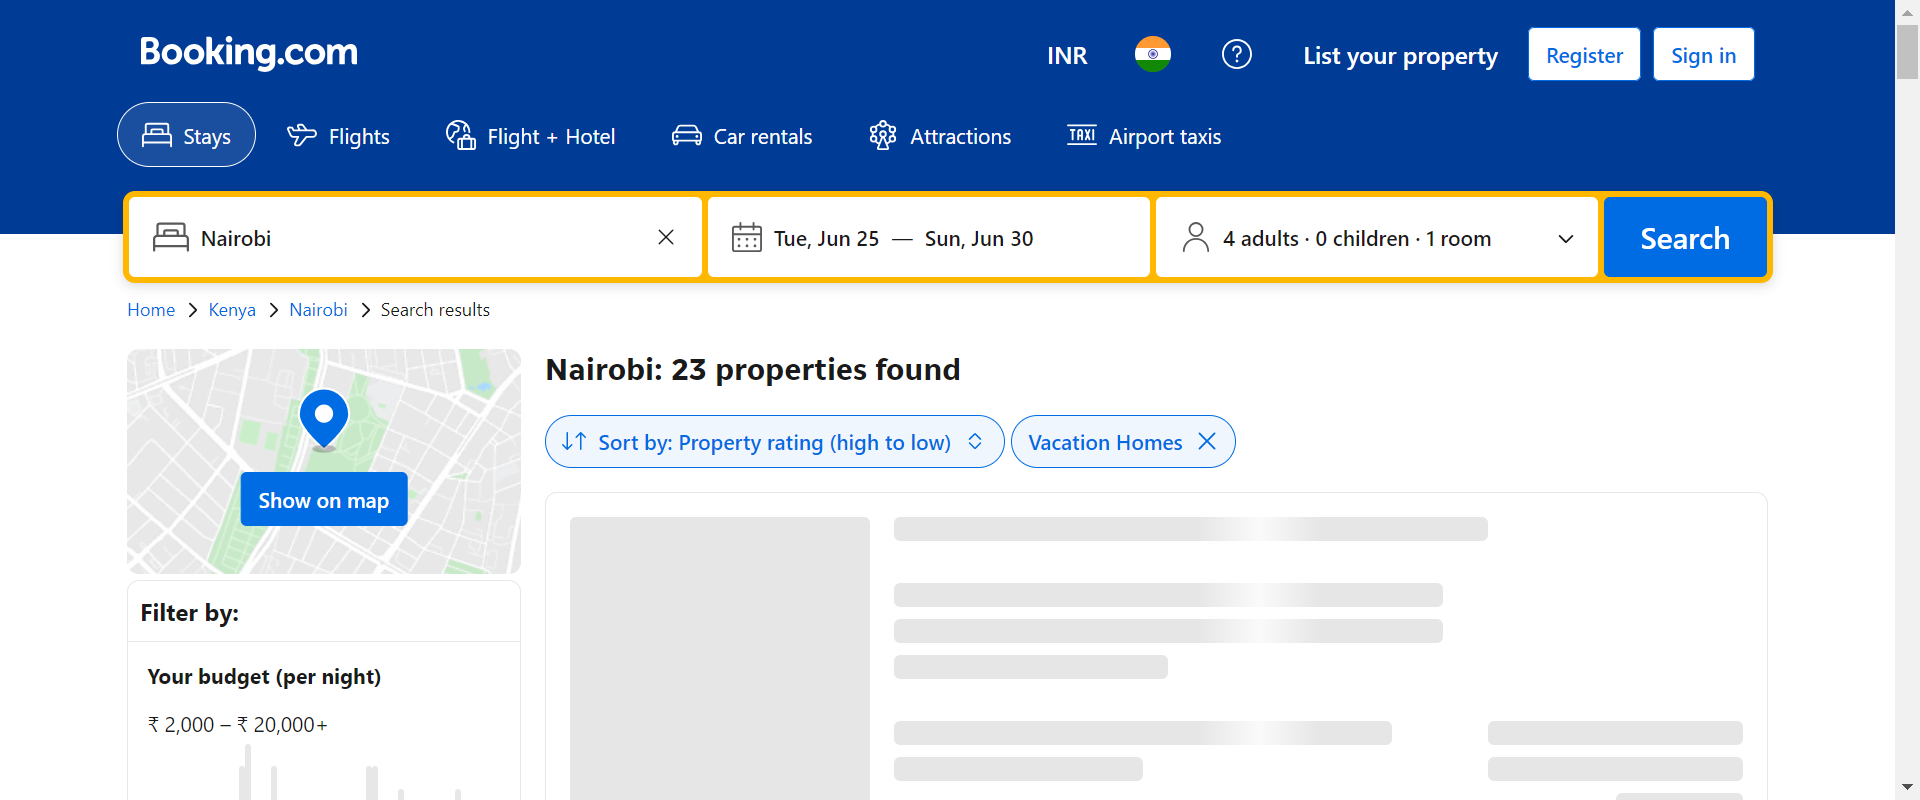 Booking.com
INR
List your property
Register
Sign in
Stays
Flights
Flight + Hotel
Car rentals
Attractions
TAXI
Airport taxis
Nairobi
Tue, Jun 25 — Sun, Jun 30
4 adults · 0 children · 1 room
Search
Home
Kenya
Nairobi
Search results
Show on map
Nairobi: 23 properties found
Sort by: Property rating (high to low)
Vacation Homes
Filter by:
Your budget (per night)
₹ 2,000 – ₹ 20,000+